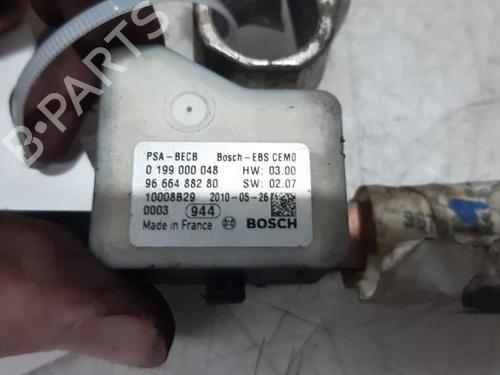 PSA-BECB Bosch-EBS CEMO
0 199 000 048 HW: 03.00
96 664 882 80 SW: 02.07
10008829 2010-05-26
0003 944
Made in France BOSCH
B-Parts